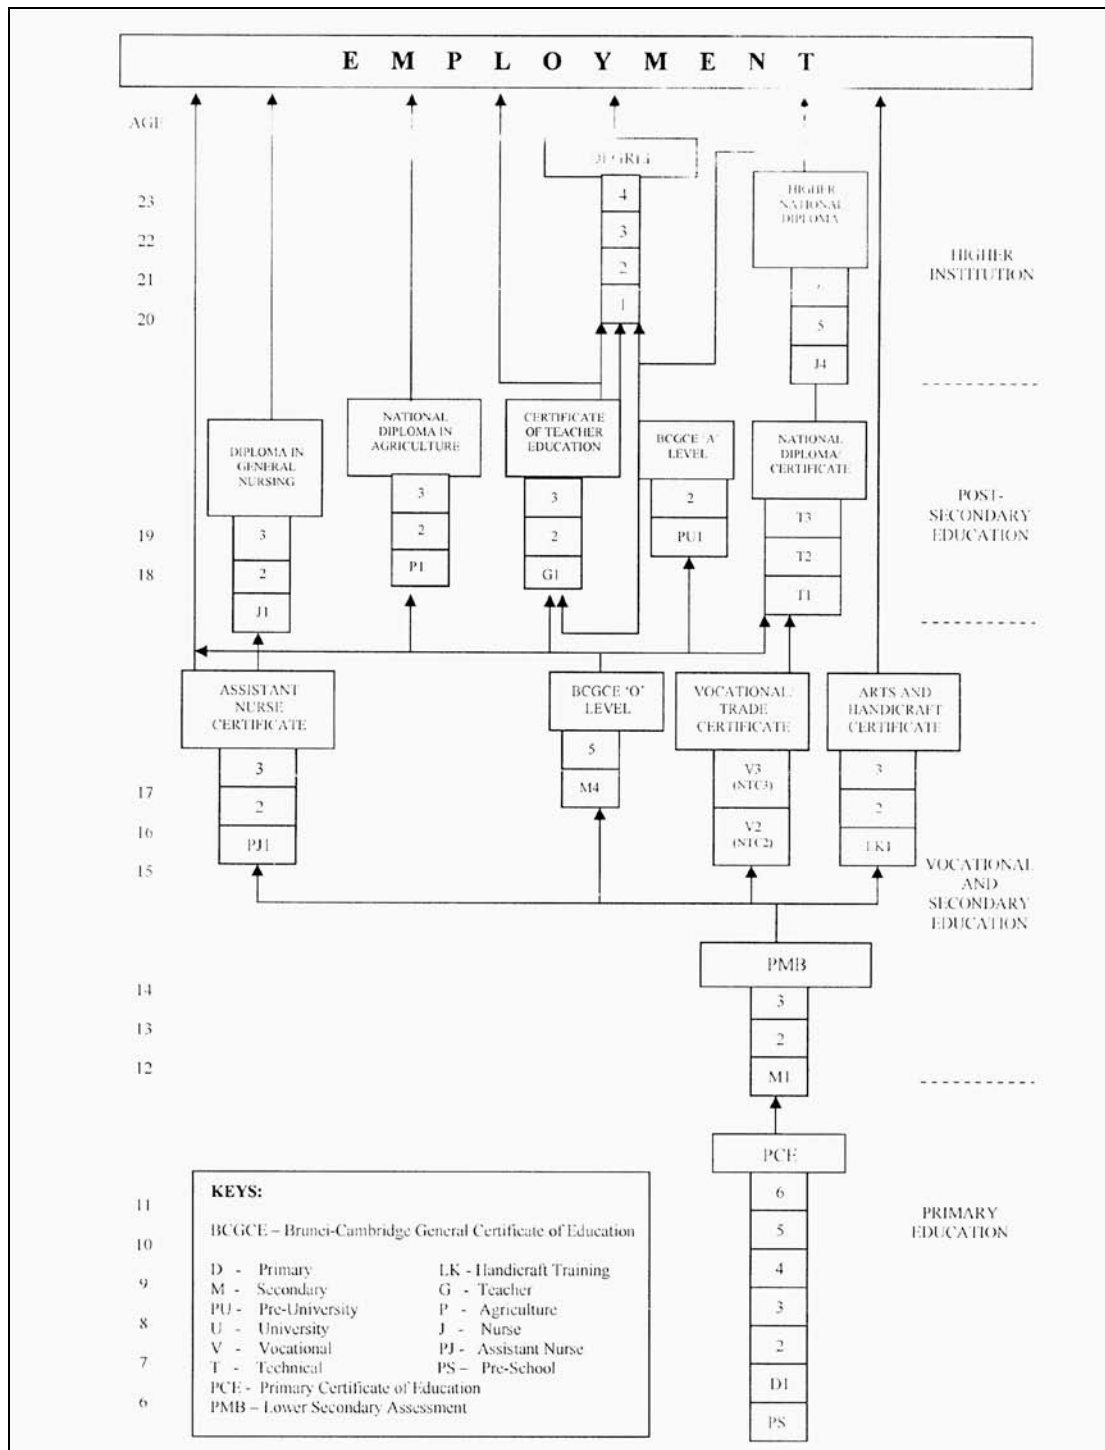 E M P L O Y M E N T
AGE
DEGREE
4
3
2
1
HIGHER
NATIONAL
DIPLOMA
5
J4
23
22
21
20
HIGHER
INSTITUTION
DIPLOMA IN
GENERAL
NURSING
3
2
J1
NATIONAL
DIPLOMA IN
AGRICULTURE
3
2
P1
CERTIFICATE
OF TEACHER
EDUCATION
3
2
G1
BCGCE 'A'
LEVEL
2
PU1
NATIONAL
DIPLOMA/
CERTIFICATE
T3
T2
T1
19
18
POST-
SECONDARY
EDUCATION
ASSISTANT
NURSE
CERTIFICATE
3
2
PJ1
BCGCE 'O'
LEVEL
5
M4
VOCATIONAL/
TRADE
CERTIFICATE
V3
(NTC3)
V2
(NTC2)
ARTS AND
HANDICRAFT
CERTIFICATE
3
2
LK1
17
16
15
VOCATIONAL
AND
SECONDARY
EDUCATION
PMB
3
2
M1
14
13
12
PCE
6
5
4
3
2
D1
PS
11
10
9
8
7
6
PRIMARY
EDUCATION
KEYS:
BCGCE – Brunei-Cambridge General Certificate of Education
D - Primary LK - Handicraft Training
M - Secondary G - Teacher
PU - Pre-University P - Agriculture
U - University J - Nurse
V - Vocational PJ - Assistant Nurse
T - Technical PS – Pre-School
PCE - Primary Certificate of Education
PMB – Lower Secondary Assessment